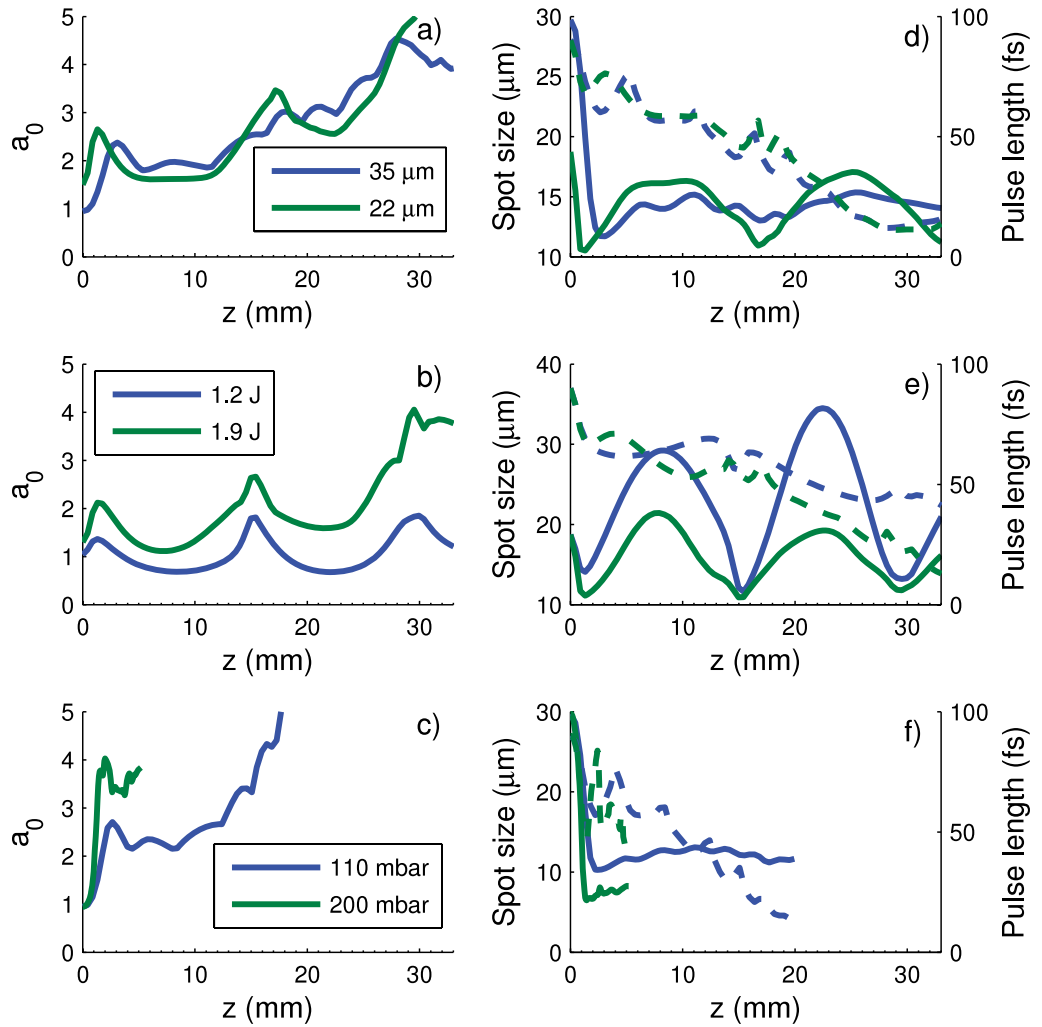 a)
5
4
3
2
1
0
a0
35 μm
22 μm
0 10 20 30
z (mm)
d)
30
25
20
15
10
Spot size (μm)
100
50
0
Pulse length (fs)
0 10 20 30
z (mm)
b)
5
4
3
2
1
0
a0
1.2 J
1.9 J
0 10 20 30
z (mm)
e)
40
30
20
10
Spot size (μm)
100
50
0
Pulse length (fs)
0 10 20 30
z (mm)
c)
5
4
3
2
1
0
a0
110 mbar
200 mbar
0 10 20 30
z (mm)
f)
30
20
10
0
Spot size (μm)
100
50
0
Pulse length (fs)
0 10 20 30
z (mm)